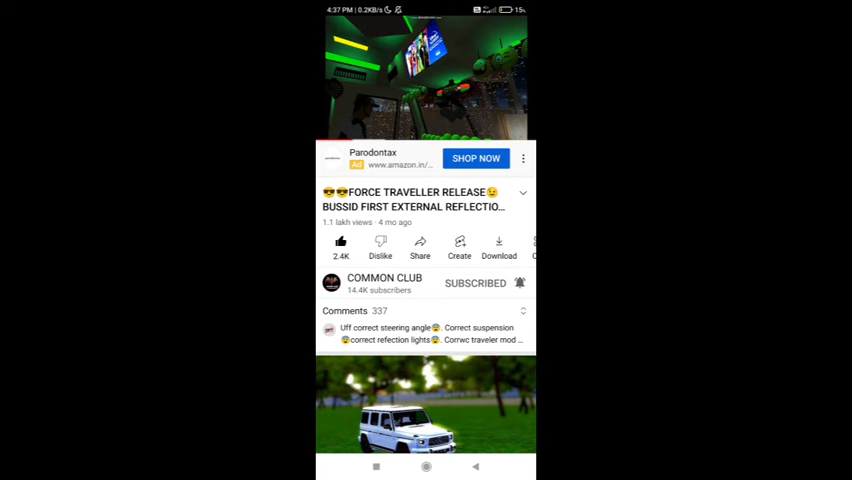 4:37 PM | 0.2KB/s
15%
Parodontax
SHOP NOW
Ad www.amazon.in/...
😎😎FORCE TRAVELLER RELEASE😉
BUSSID FIRST EXTERNAL REFLECTIO...
1.1 lakh views · 4 mo ago
2.4K
Dislike
Share
Create
Download
COMMON CLUB
SUBSCRIBED
14.4K subscribers
Comments 337
Uff correct steering angle😨. Correct suspension
😨correct refection lights😨. Corrwc traveler mod ...